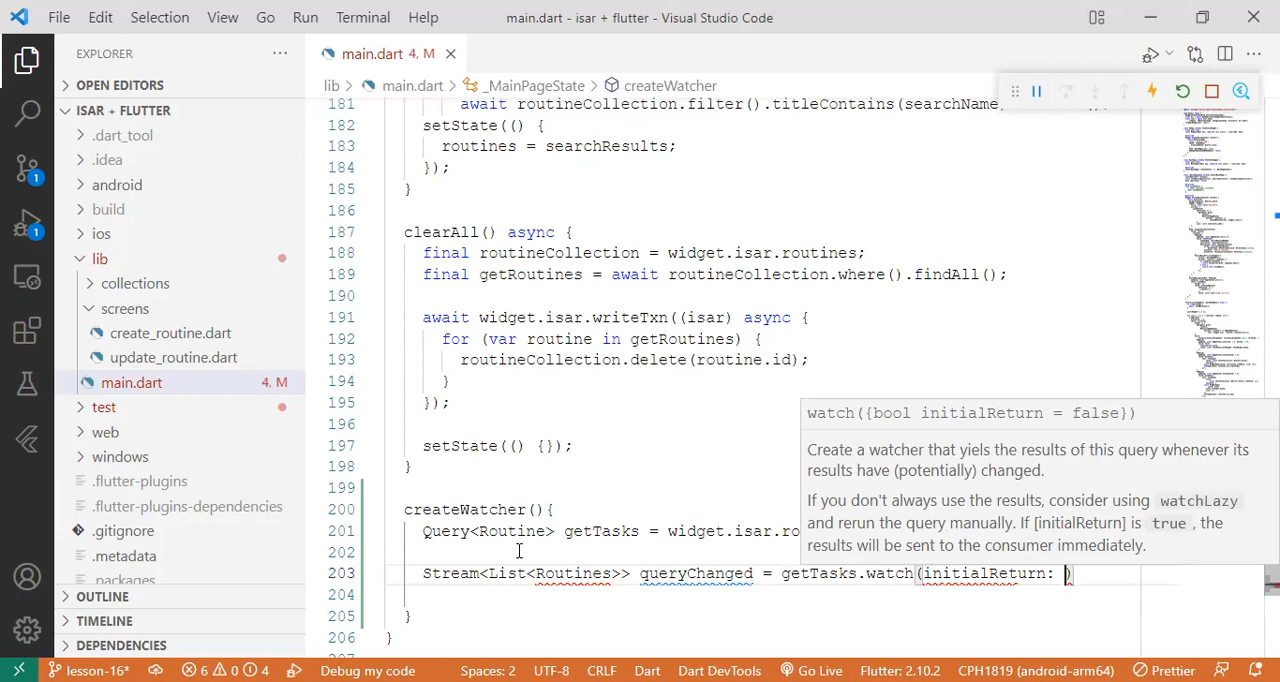 File Edit Selection View Go Run Terminal Help main.dart - isar + flutter - Visual Studio Code
EXPLORER
main.dart 4, M
OPEN EDITORS
lib > main.dart > _MainPageState > createWatcher
ISAR + FLUTTER
.dart_tool
.idea
android
build
ios
lib
collections
screens
create_routine.dart
update_routine.dart
main.dart 4, M
test
web
windows
.flutter-plugins
.flutter-plugins-dependencies
.gitignore
.metadata
.packages
OUTLINE
TIMELINE
DEPENDENCIES
181 await routineCollection.filter().titleContains(searchName,
182 setState(() {
183 routines = searchResults;
184 });
185 }
186
187 clearAll() async {
188 final routineCollection = widget.isar.routines;
189 final getRoutines = await routineCollection.where().findAll();
190
191 await widget.isar.writeTxn((isar) async {
192 for (var routine in getRoutines) {
193 routineCollection.delete(routine.id);
194 }
195 });
196
197 setState(() {});
198 }
199
200 createWatcher(){
201 Query<Routine> getTasks = widget.isar.ro
202
203 Stream<List<Routines>> queryChanged = getTasks.watch(initialReturn: )
204
205 }
206 }
watch({bool initialReturn = false})
Create a watcher that yiels the results of this query whenever its
results have (potentially) changed.
If you don't always use the results, consider using watchLazy
and rerun the query manually. If [initialReturn] is true, the
results will be sent to the consumer immediately.
1
1
lesson-16* 6 0 4 Debug my code Spaces: 2 UTF-8 CRLF Dart Dart DevTools Go Live Flutter: 2.10.2 CPH1819 (android-arm64) Prettier